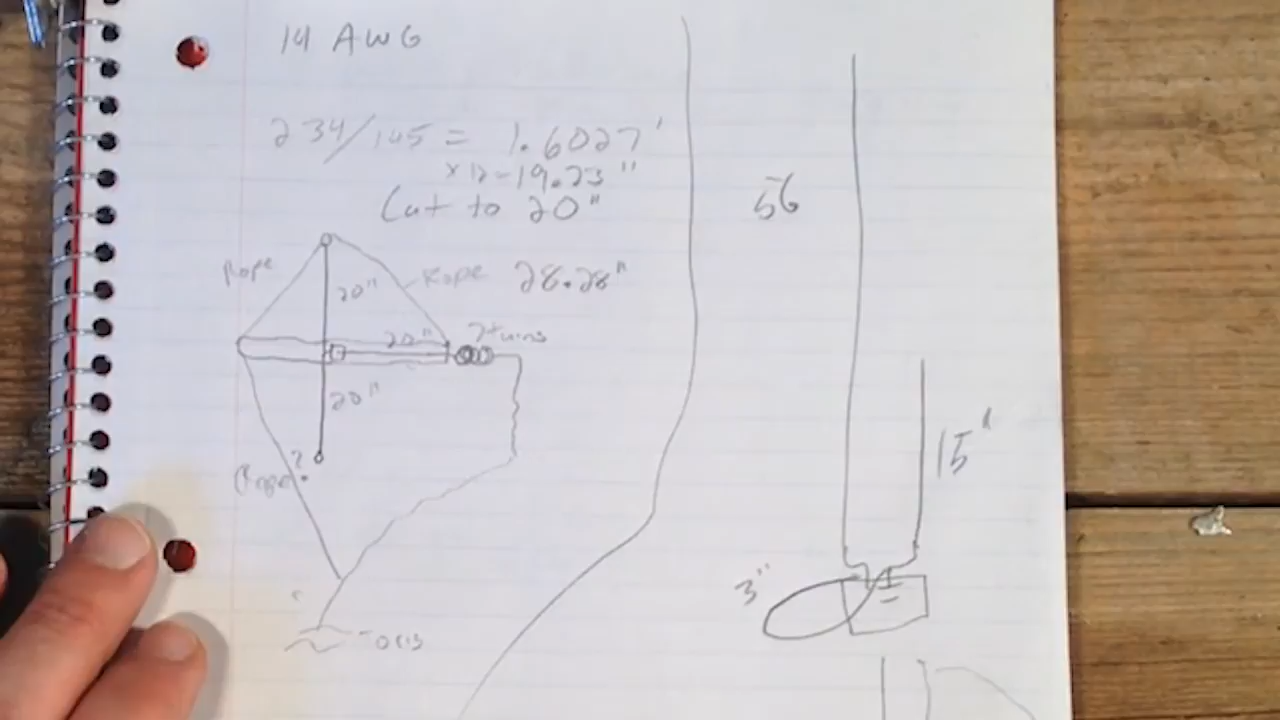 14 AWG
234/145 = 1.6027'
x 12 = 19.23"
Cut to 20"
Rope
Rope 28.28"
20"
20" 7 turns
20"
Rope?
56
15"
3"